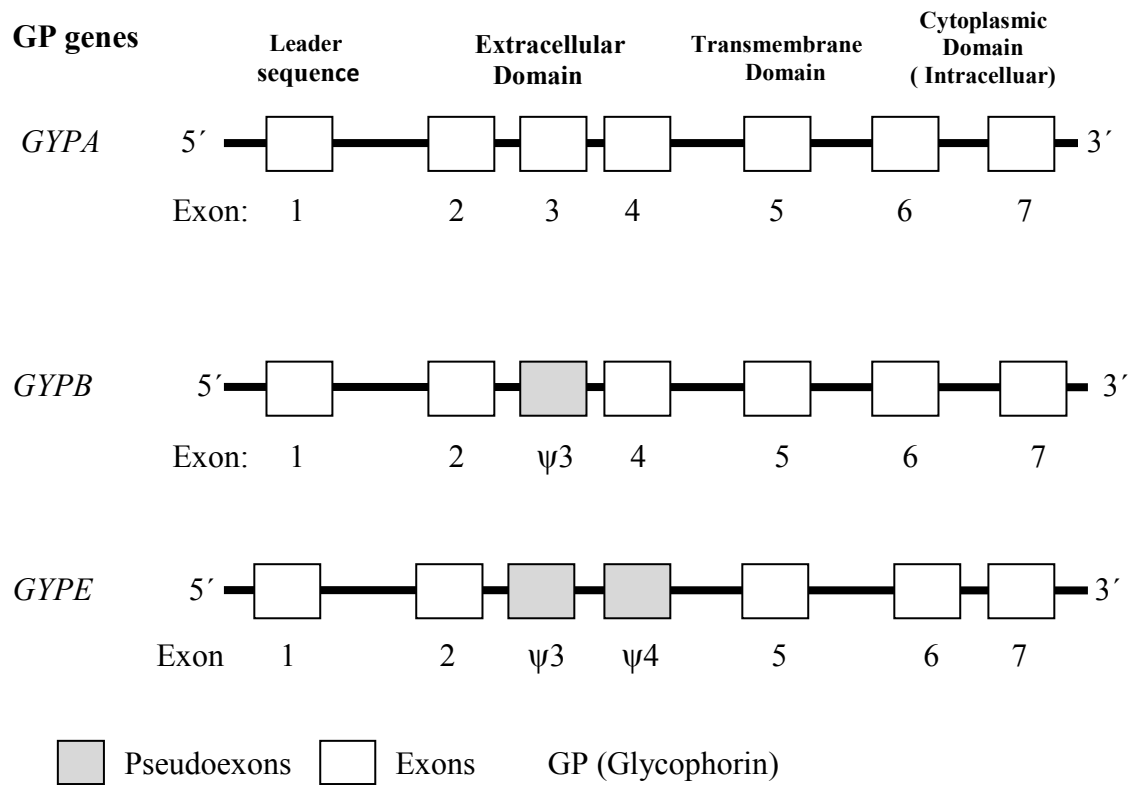 GP genes
Leader
sequence
Extracellular
Domain
Transmembrane
Domain
Cytoplasmic
Domain
( Intracelluar)
GYPA 5´ 3´
Exon: 1 2 3 4 5 6 7
GYPB 5´ 3´
Exon: 1 2 ψ3 4 5 6 7
GYPE 5´ 3´
Exon 1 2 ψ3 ψ4 5 6 7
Pseudoexons Exons GP (Glycophorin)